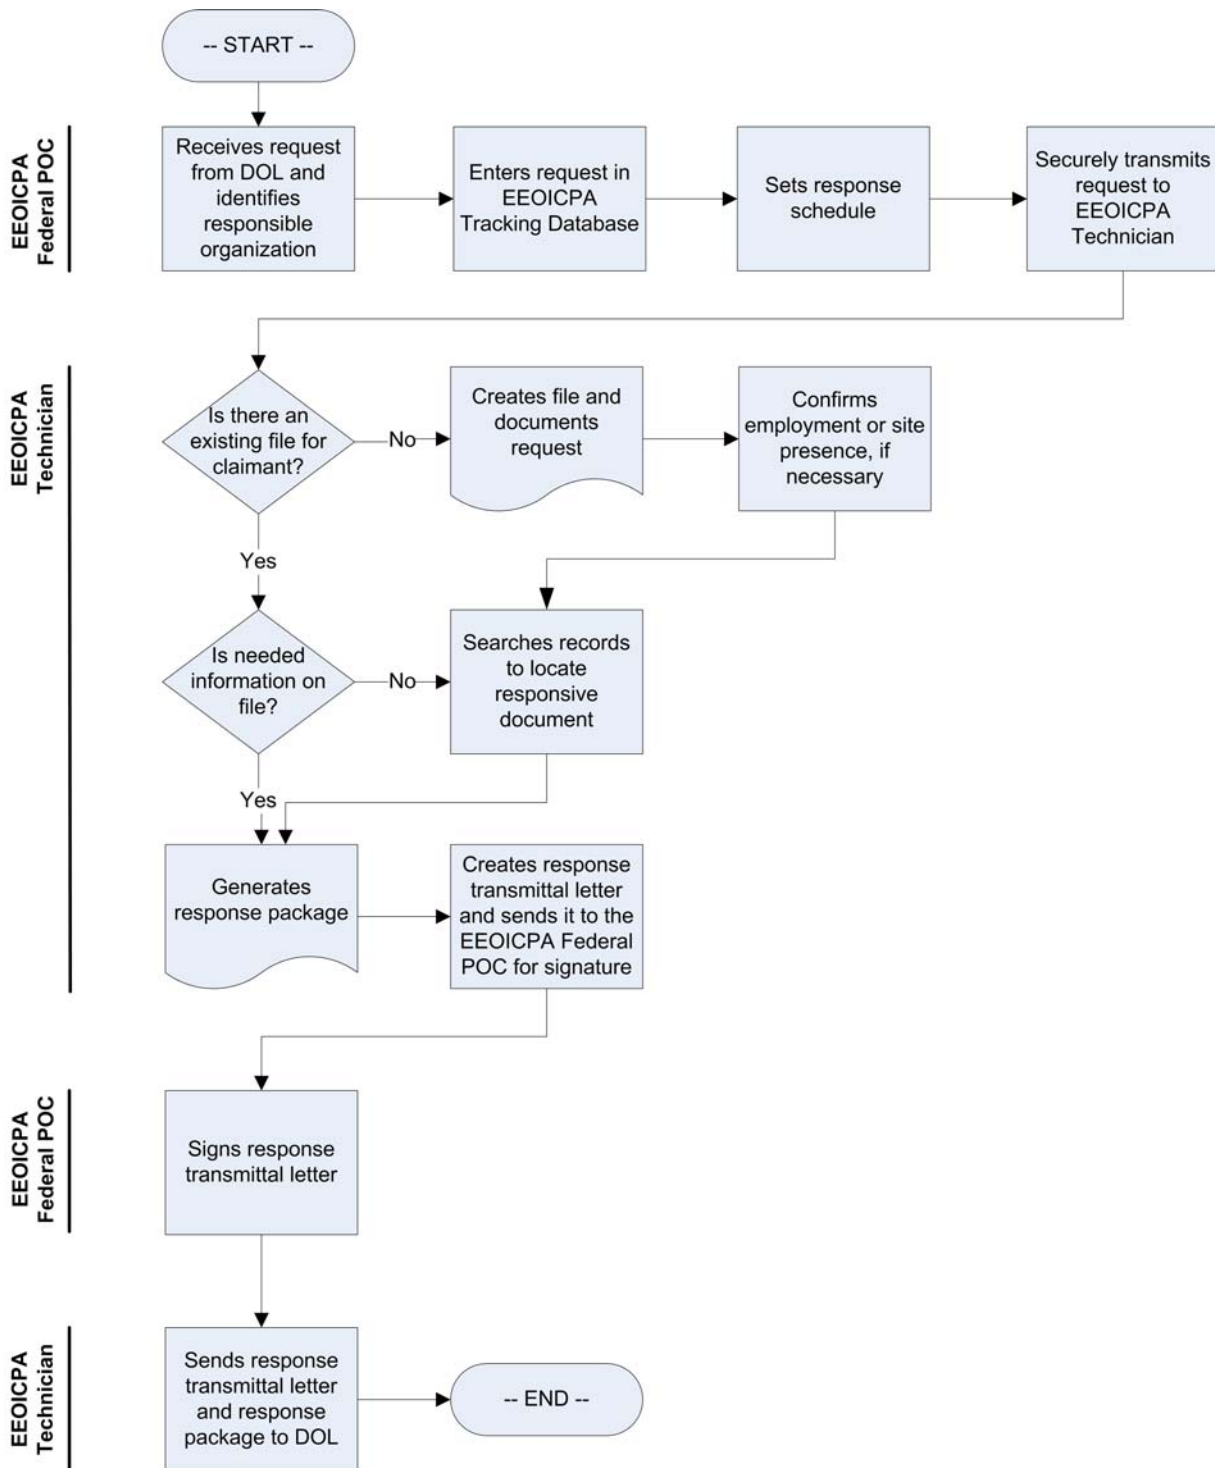 -- START --
EEOICPA
Federal POC
Receives request
from DOL and
identifies
responsible
organization
Enters request in
EEOICPA
Tracking Database
Sets response
schedule
Securely transmits
request to
EEOICPA
Technician
EEOICPA
Technician
Is there an
existing file for
claimant?
No
Creates file and
documents
request
Confirms
employment or site
presence, if
necessary
Yes
Is needed
information on
file?
No
Searches records
to locate
responsive
document
Yes
Generates
response package
Creates response
transmittal letter
and sends it to the
EEOICPA Federal
POC for signature
EEOICPA
Federal POC
Signs response
transmittal letter
EEOICPA
Technician
Sends response
transmittal letter
and response
package to DOL
-- END --